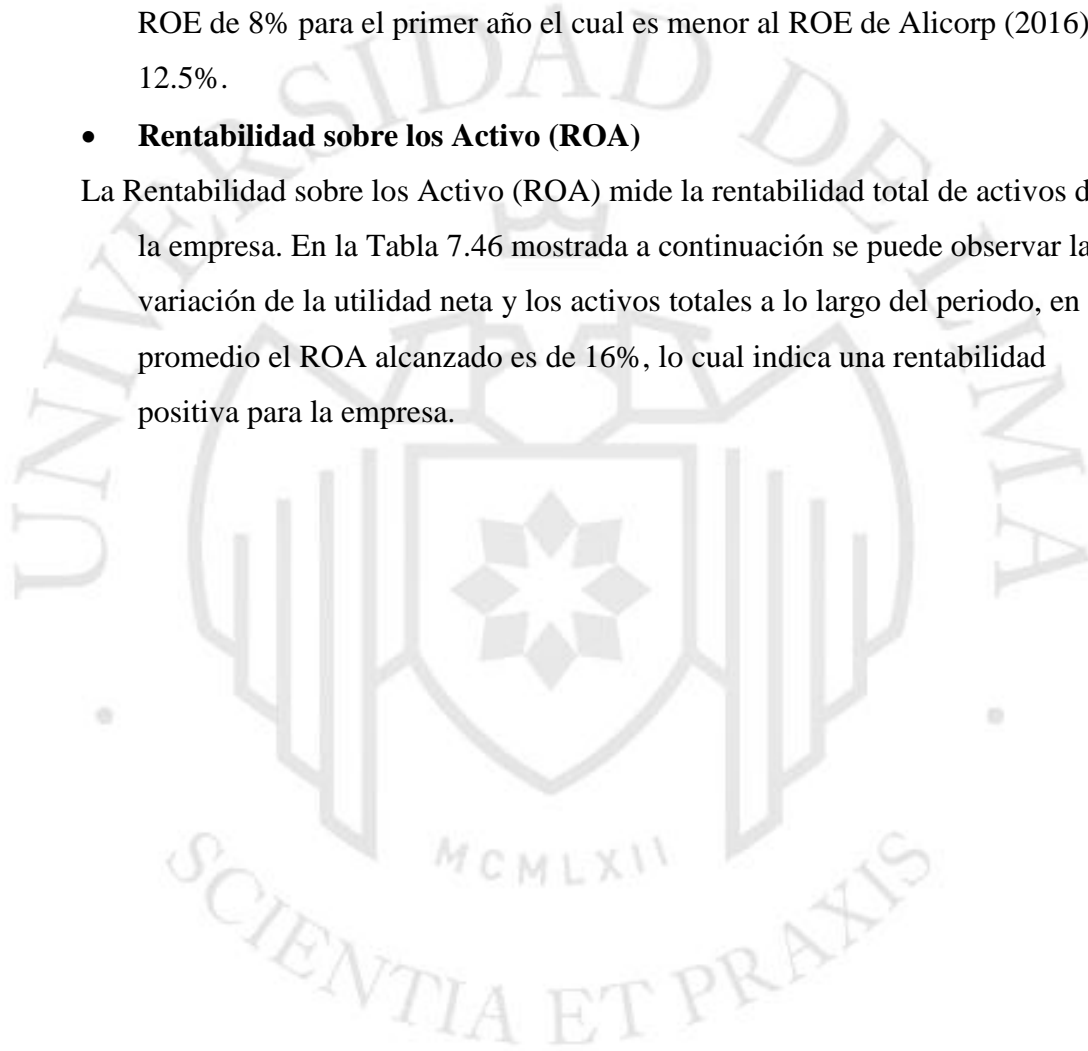 ROE de 8% para el primer año el cual es menor al ROE de Alicorp (2016)
12.5%.
• Rentabilidad sobre los Activo (ROA)
La Rentabilidad sobre los Activo (ROA) mide la rentabilidad total de activos d
la empresa. En la Tabla 7.46 mostrada a continuación se puede observar la
variación de la utilidad neta y los activos totales a lo largo del periodo, en
promedio el ROA alcanzado es de 16%, lo cual indica una rentabilidad
positiva para la empresa.
UNIVERSIDAD DE LIMA
MCMLXII
SCIENTIA ET PRAXIS